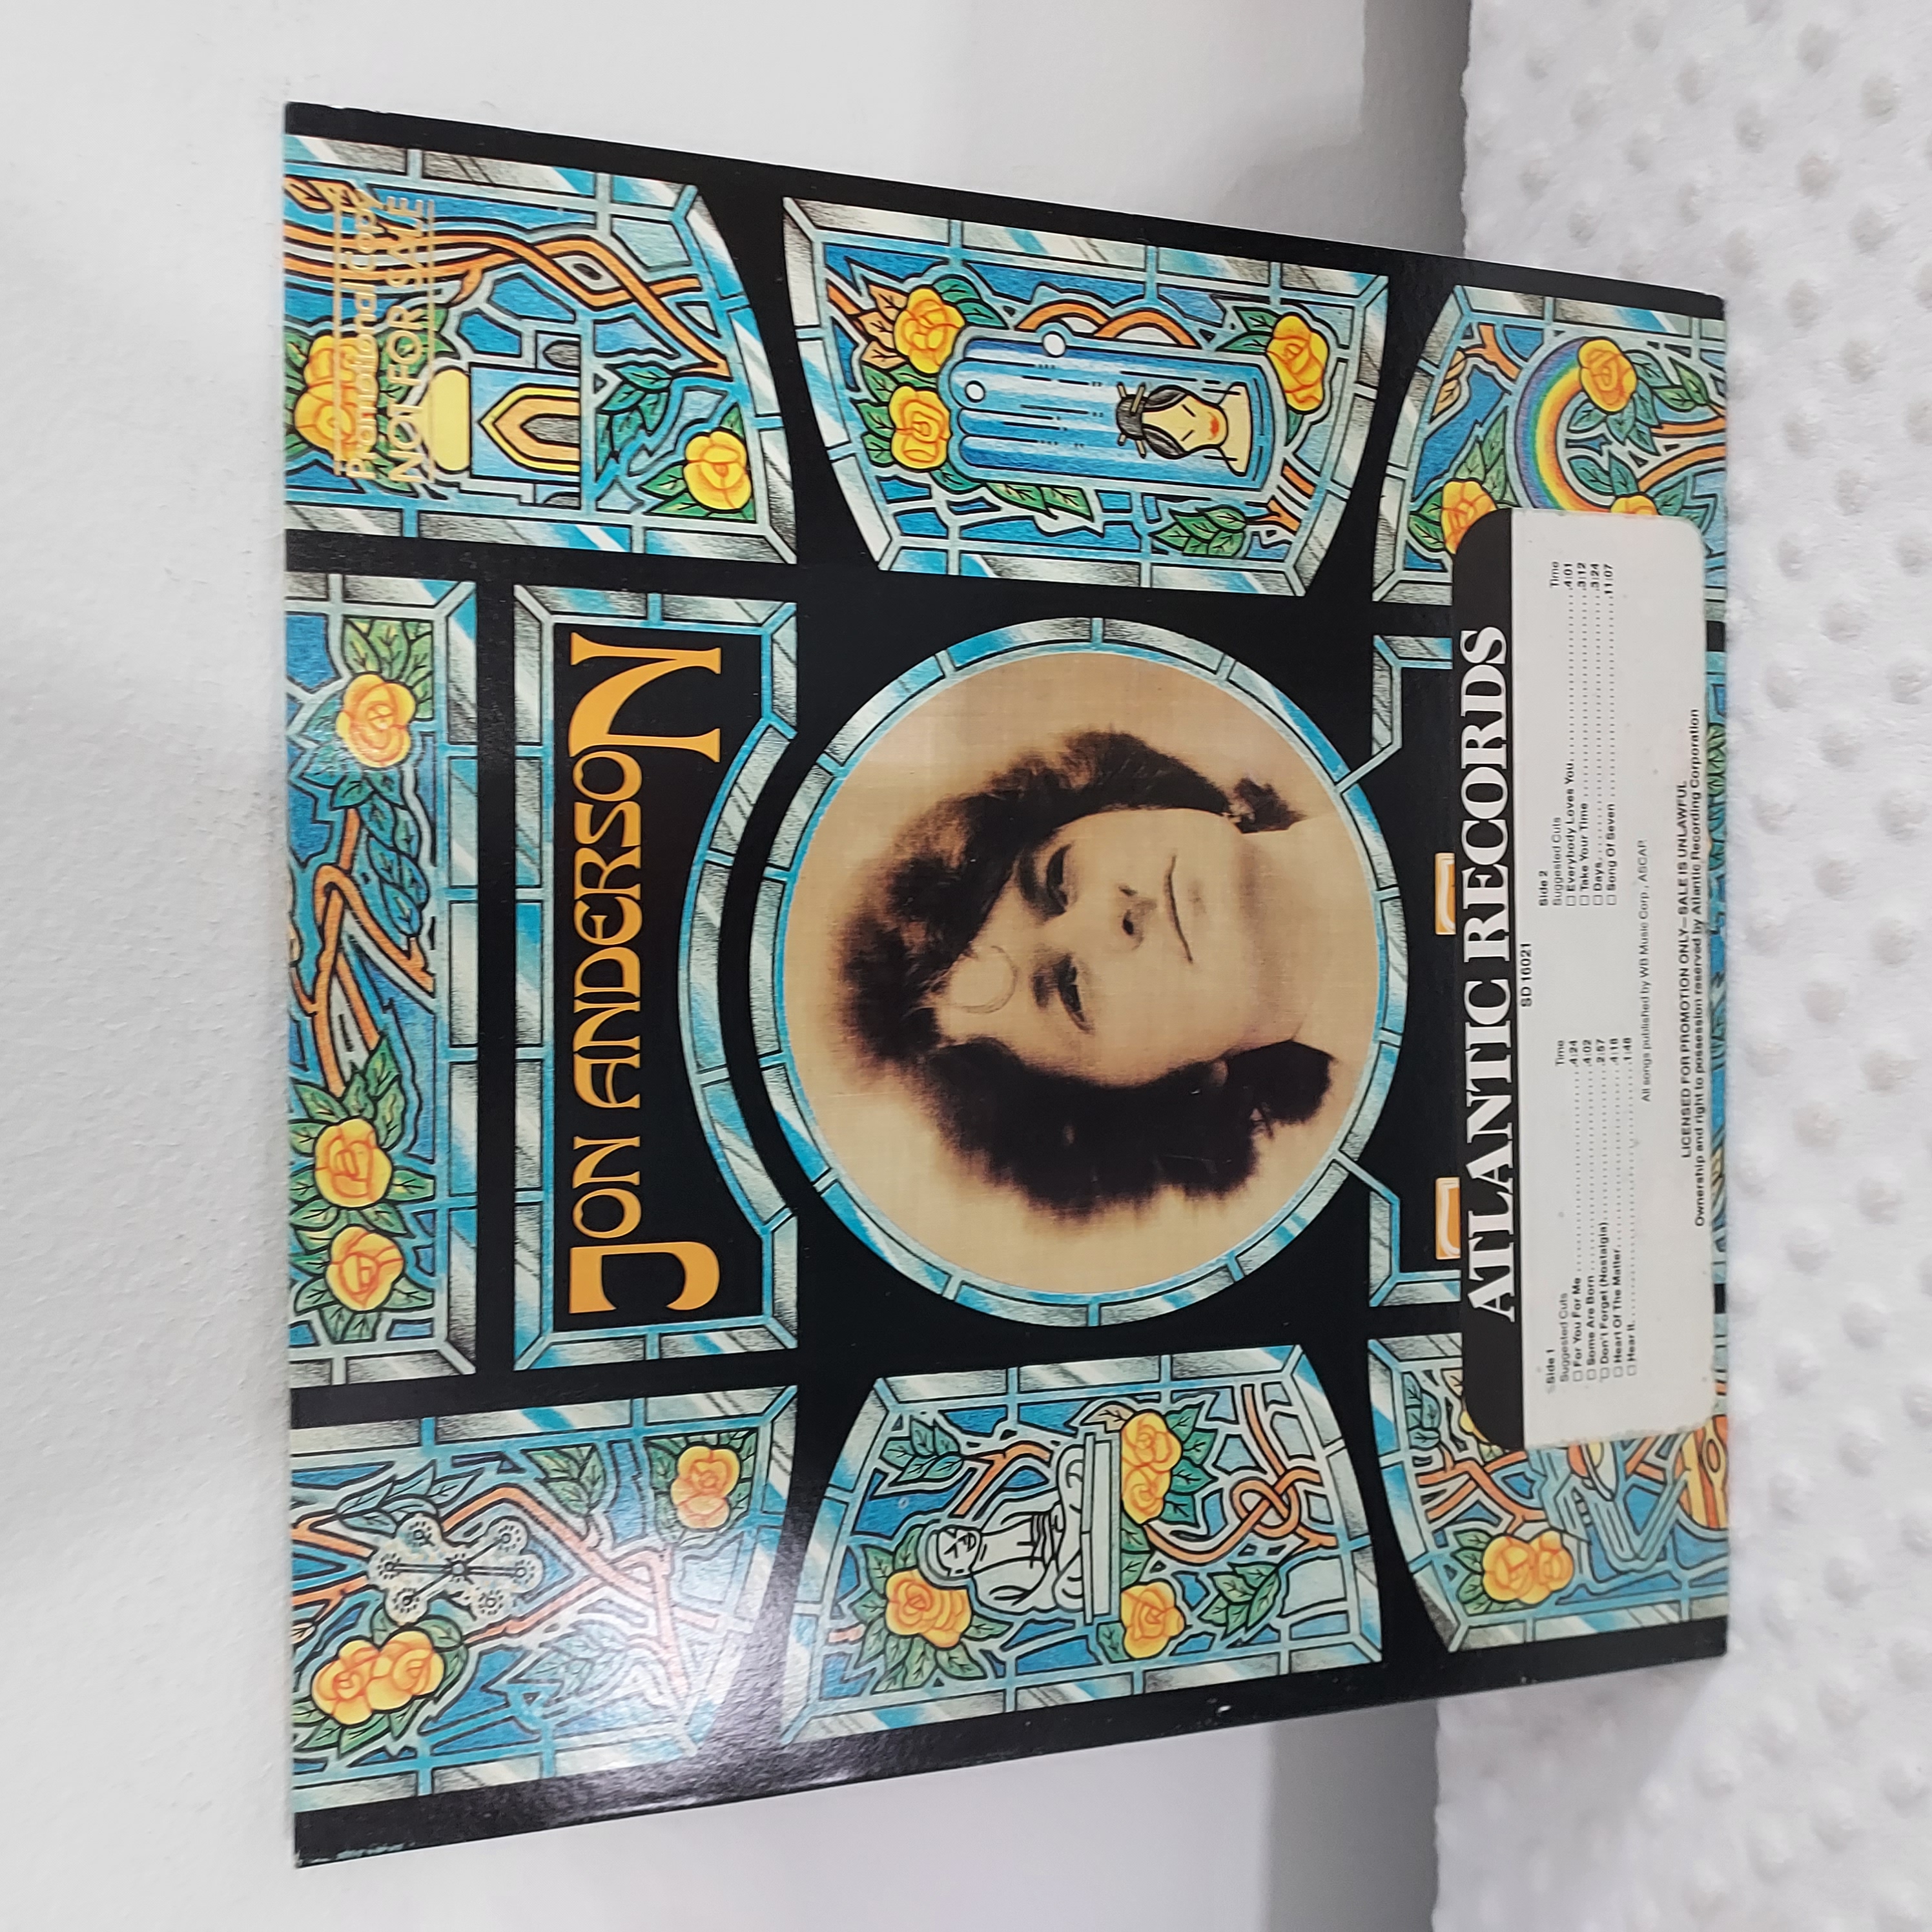 Promotional Copy
NOT FOR SALE
JON ANDERSON
ATLANTIC RECORDS
SD 16021
Side 1
Suggested Cuts Time
For You For Me 4:24
Some Are Born 4:02
Don't Forget (Nostalgia) 2:57
Heart Of The Matter 4:18
Hear It 1:48
Side 2
Suggested Cuts Time
Everybody Loves You 4:01
Take Your Time 3:12
Days 3:24
Song Of Seven 11:07
All songs published by WB Music Corp., ASCAP.
LICENSED FOR PROMOTION ONLY—SALE IS UNLAWFUL
Ownership and right to possession reserved by Atlantic Recording Corporation